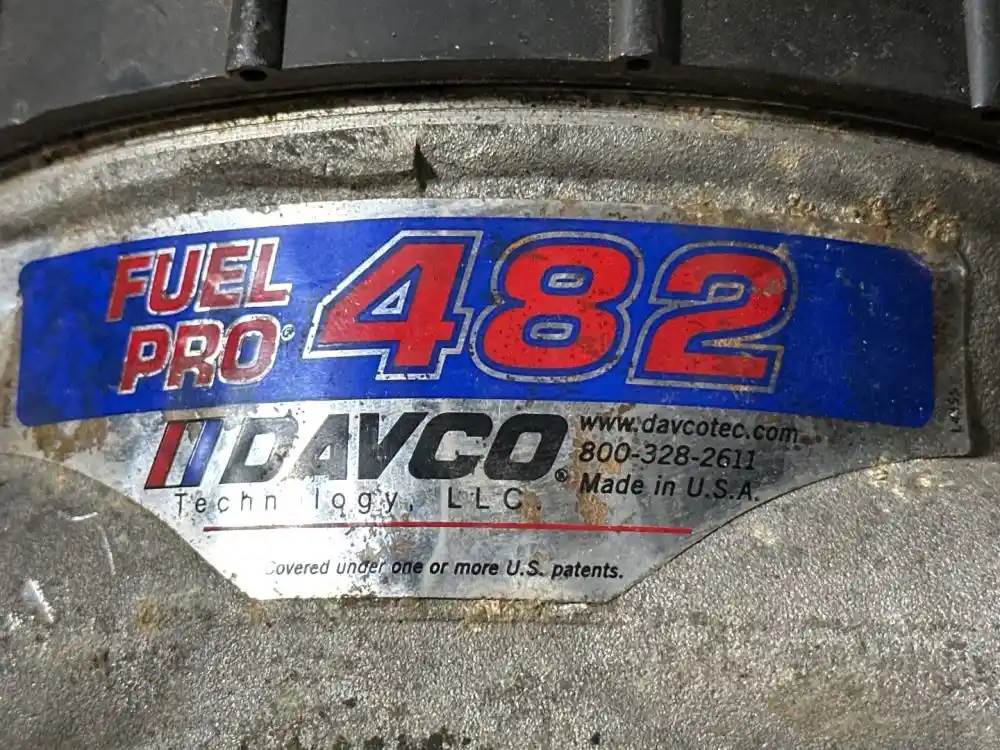 FUEL
PRO® 482
DAVCO®
Technology, LLC.
www.davcotec.com
800-328-2611
Made in U.S.A.
Covered under one or more U.S. patents.